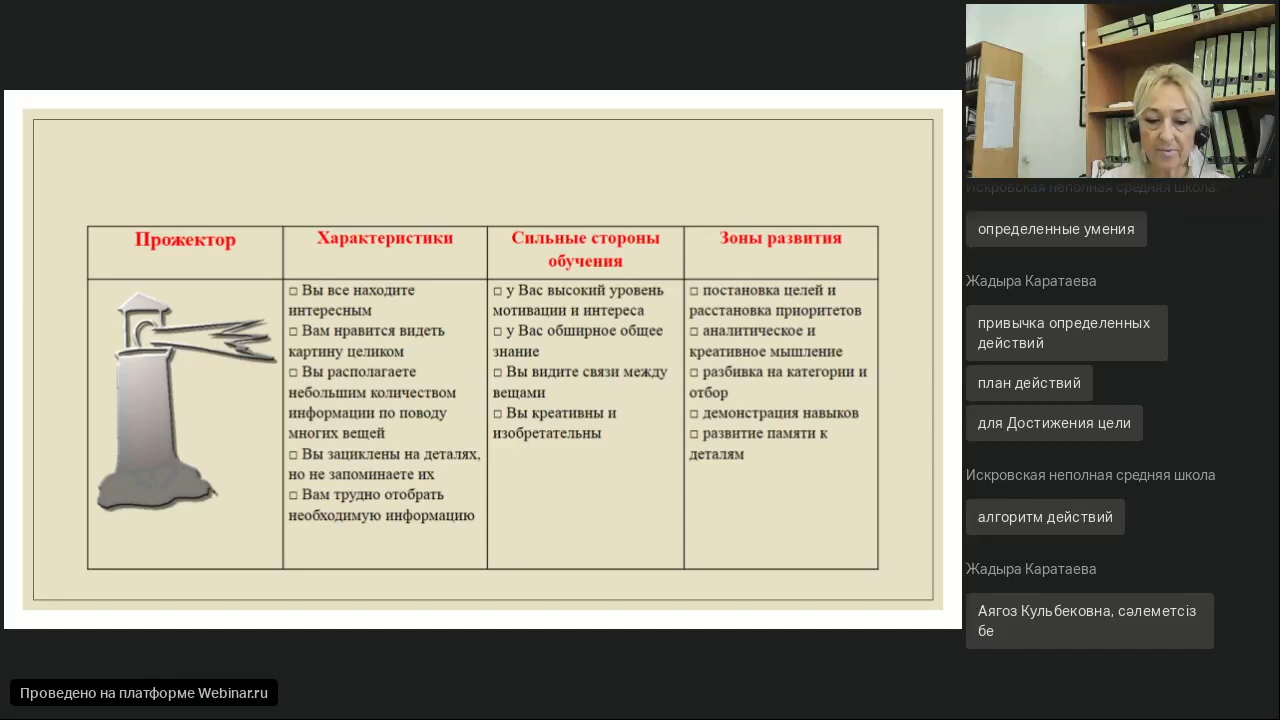 Прожектор
Характеристики
Сильные стороны
обучения
Зоны развития
□ Вы все находите
интересным
□ Вам нравится видеть
картину целиком
□ Вы располагаете
небольшим количеством
информации по поводу
многих вещей
□ Вы зациклены на деталях,
но не запоминаете их
□ Вам трудно отобрать
необходимую информацию
□ у Вас высокий уровень
мотивации и интереса
□ у Вас обширное общее
знание
□ Вы видите связи между
вещами
□ Вы креативны и
изобретательны
□ постановка целей и
расстановка приоритетов
□ аналитическое и
креативное мышление
□ разбивка на категории и
отбор
□ демонстрация навыков
□ развитие памяти к
деталям
Искровская неполная средняя школа
определенные умения
Жадыра Каратаева
привычка определенных
действий
план действий
для Достижения цели
Искровская неполная средняя школа
алгоритм действий
Жадыра Каратаева
Аягоз Кульбековна, сәлеметсіз
бе
Проведено на платформе Webinar.ru